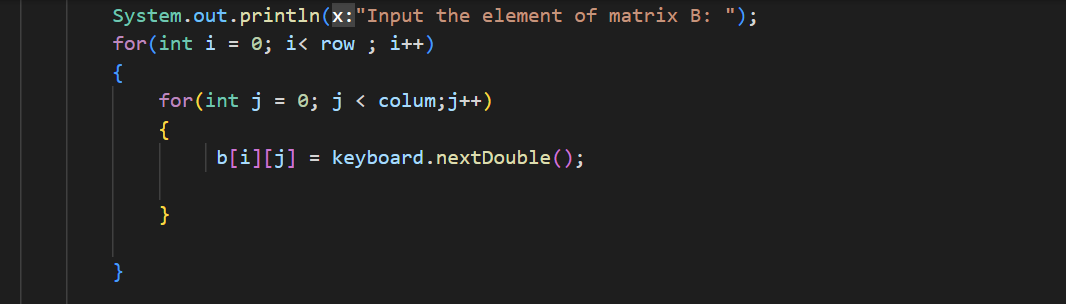 System.out.println(x:"Input the element of matrix B: ");
for(int i = 0; i< row ; i++)
{
for(int j = 0; j < colum;j++)
{
b[i][j] = keyboard.nextDouble();
}
}